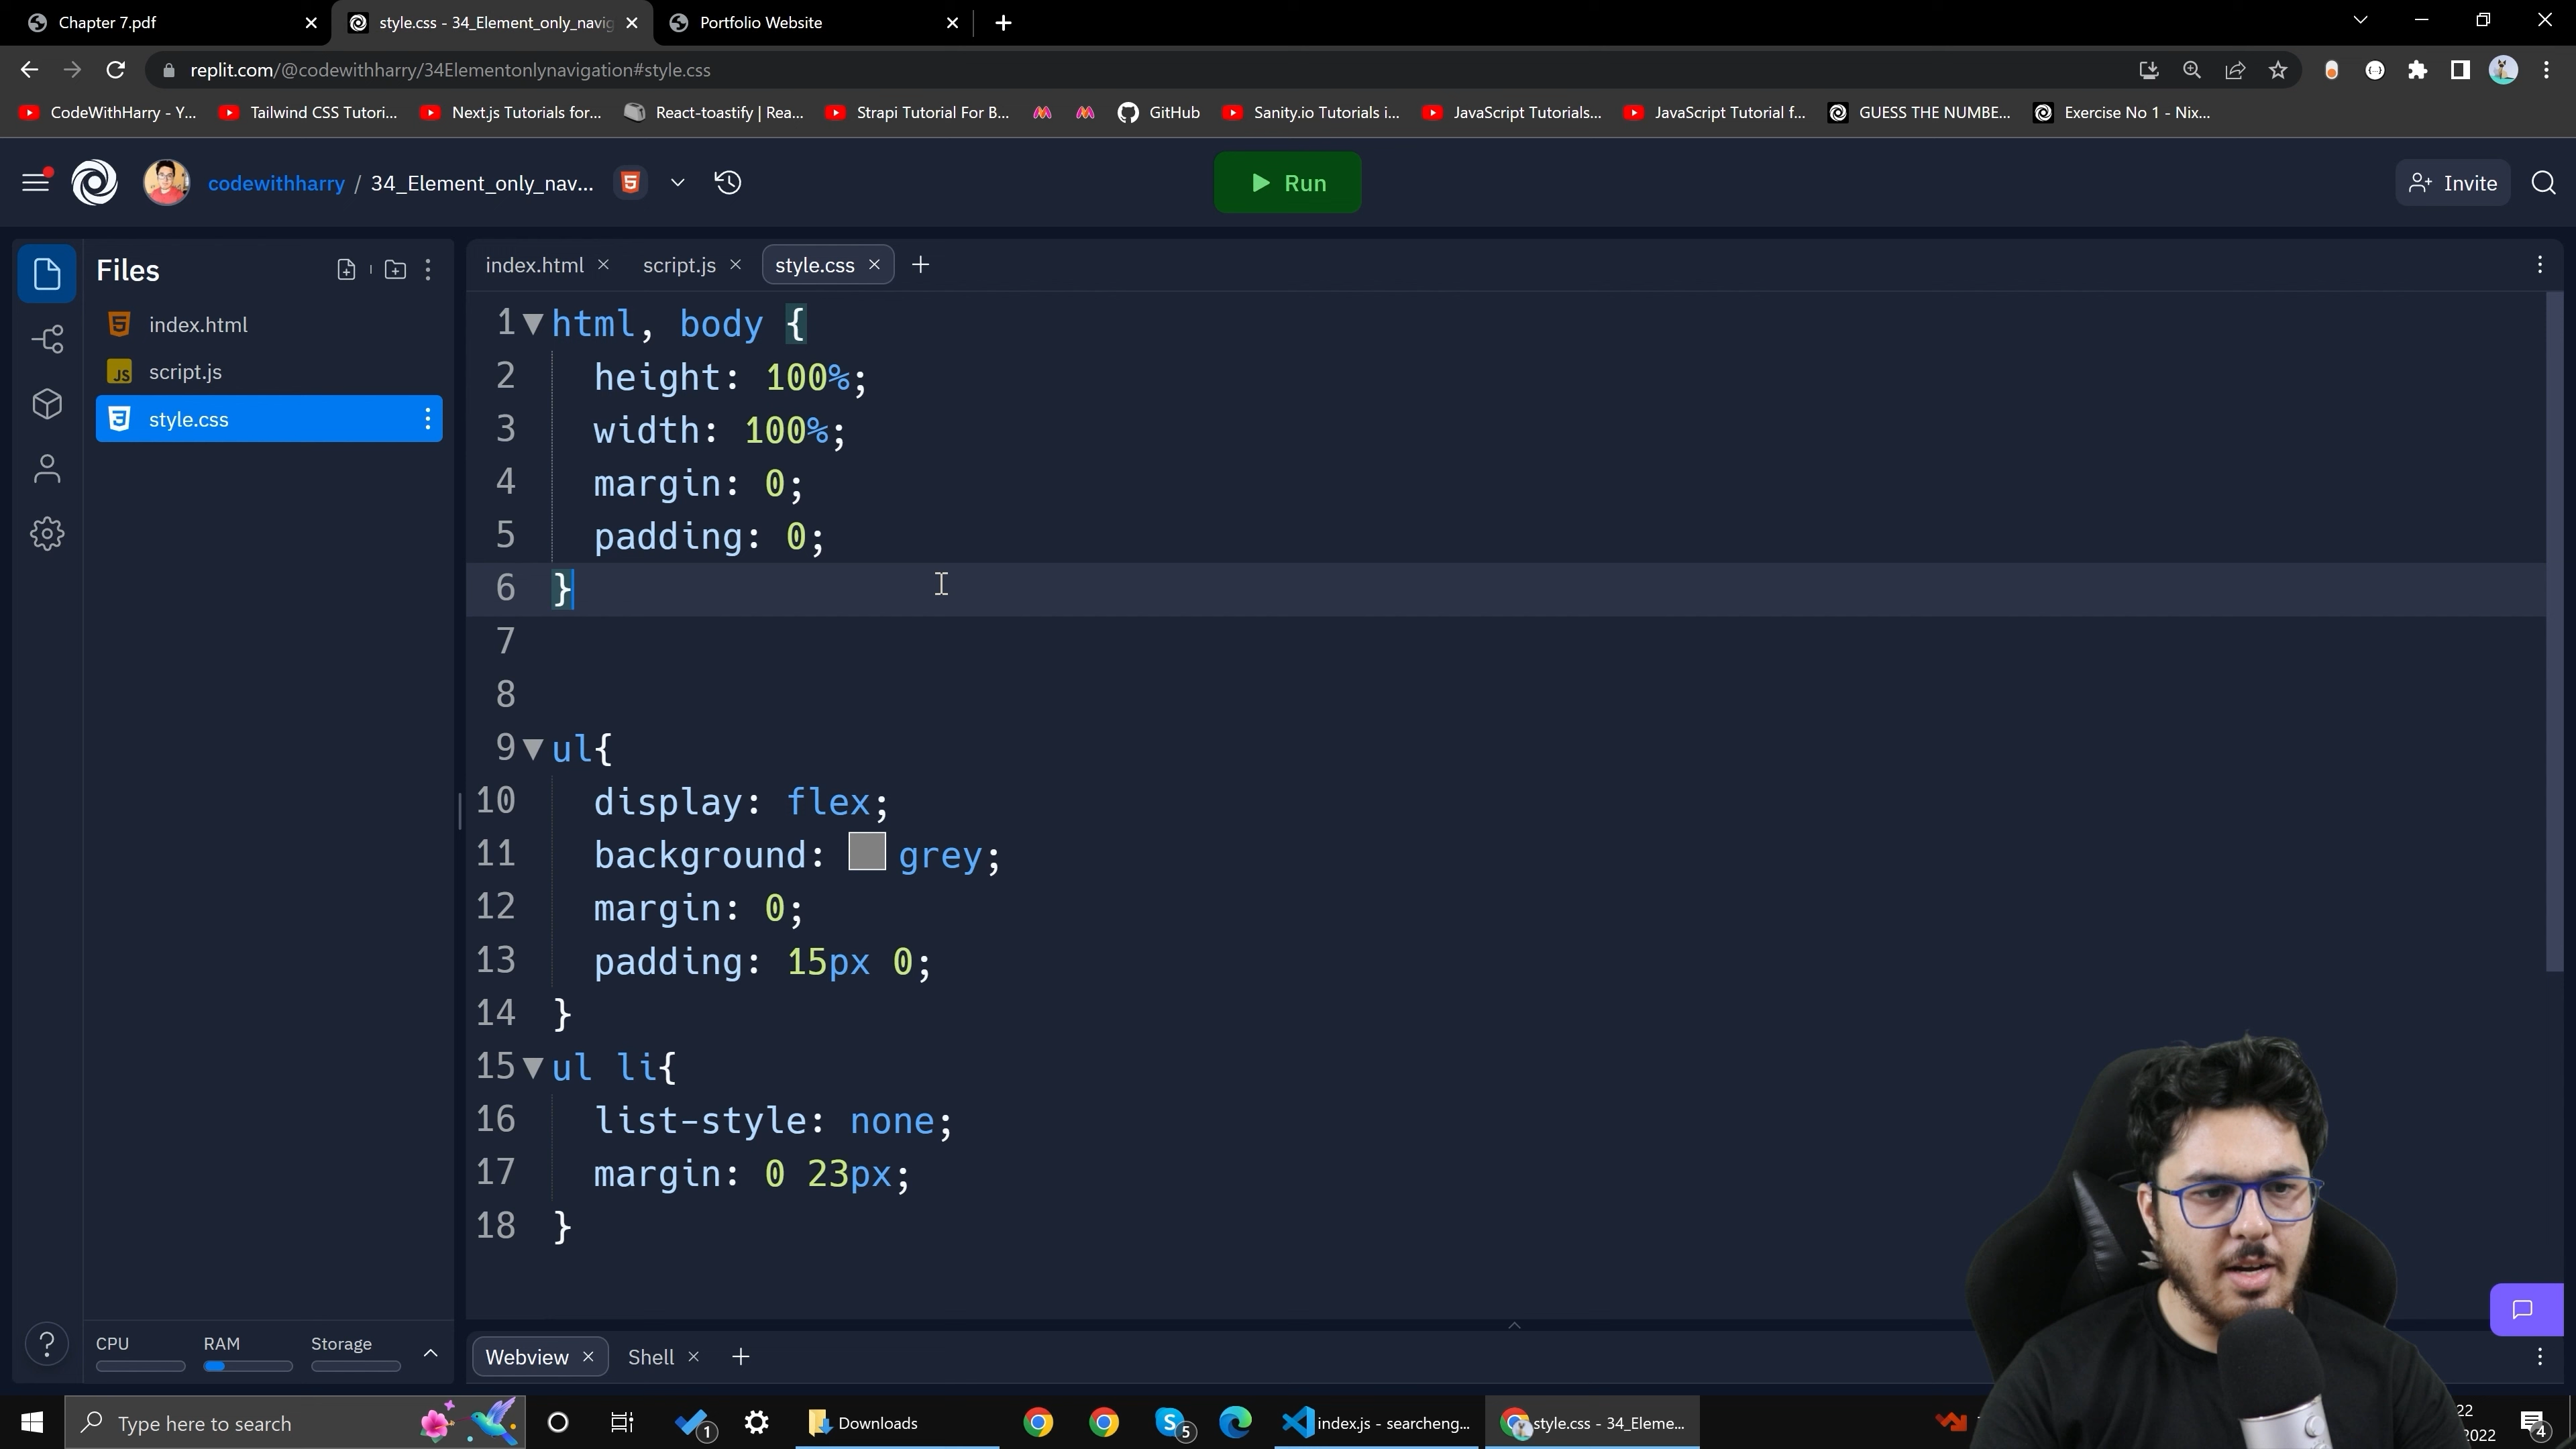 Chapter 7.pdf
style.css - 34_Element_only_navig
Portfolio Website
replit.com/@codewithharry/34Elementonlynavigation#style.css
CodeWithHarry - Y...
Tailwind CSS Tutori...
Next.js Tutorials for...
React-toastify | Rea...
Strapi Tutorial For B...
GitHub
Sanity.io Tutorials i...
JavaScript Tutorials...
JavaScript Tutorial f...
GUESS THE NUMBE...
Exercise No 1 - Nix...
codewithharry / 34_Element_only_nav...
Run
Invite
Files
index.html
script.js
style.css
index.html
script.js
style.css
1 html, body {
2 height: 100%;
3 width: 100%;
4 margin: 0;
5 padding: 0;
6 }
7
8
9 ul{
10 display: flex;
11 background: grey;
12 margin: 0;
13 padding: 15px 0;
14 }
15 ul li{
16 list-style: none;
17 margin: 0 23px;
18 }
CPU
RAM
Storage
Webview
Shell
Type here to search
1
Downloads
5
index.js - searcheng...
style.css - 34_Eleme...
22
2022
4